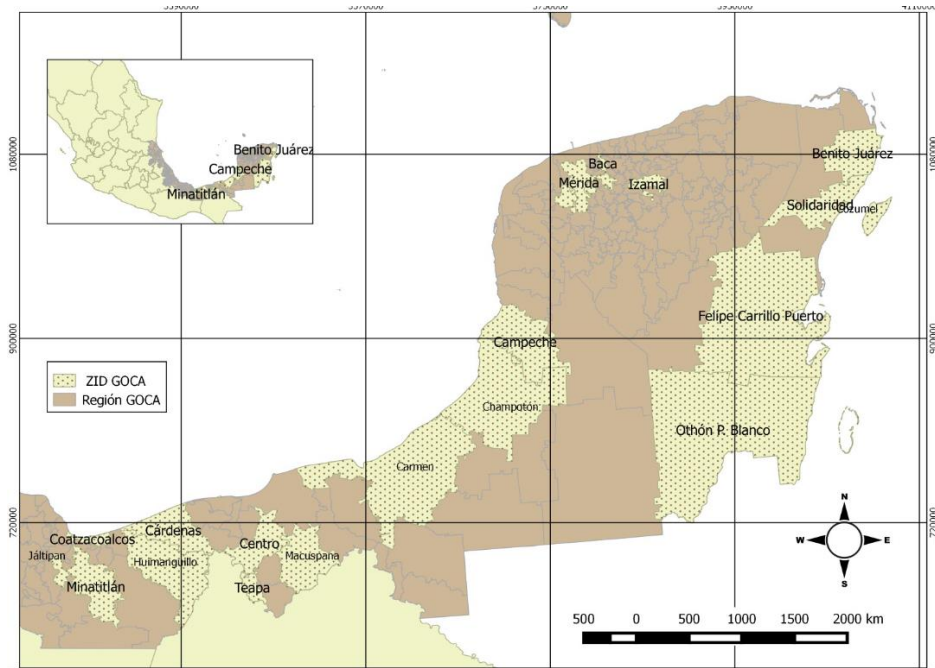 Benito Juárez
Campeche
Minatitlán
1080000
1080000
Benito Juárez
Baca
Mérida
Izamal
Solidaridad
Cozumel
Felipe Carrillo Puerto
900000
900000
Campeche
ZID GOCA
Región GOCA
Champotón
Othón P. Blanco
Carmen
720000
720000
Cárdenas
Coatzacoalcos
Centro
Jáltipan
Huimanguillo
Macuspana
Minatitlán
Teapa
N
W
E
S
500 0 500 1000 1500 2000 km